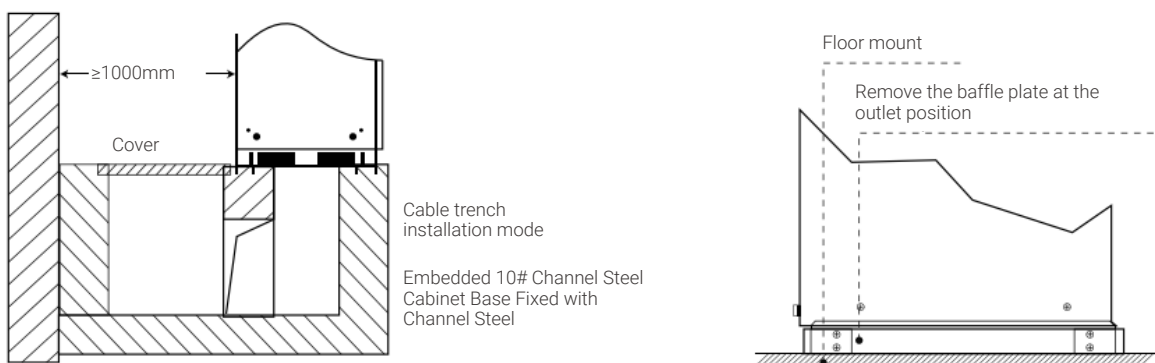 ≥1000mm
Cover
Cable trench
installation mode
Embedded 10# Channel Steel
Cabinet Base Fixed with
Channel Steel
Floor mount
Remove the baffle plate at the
outlet position